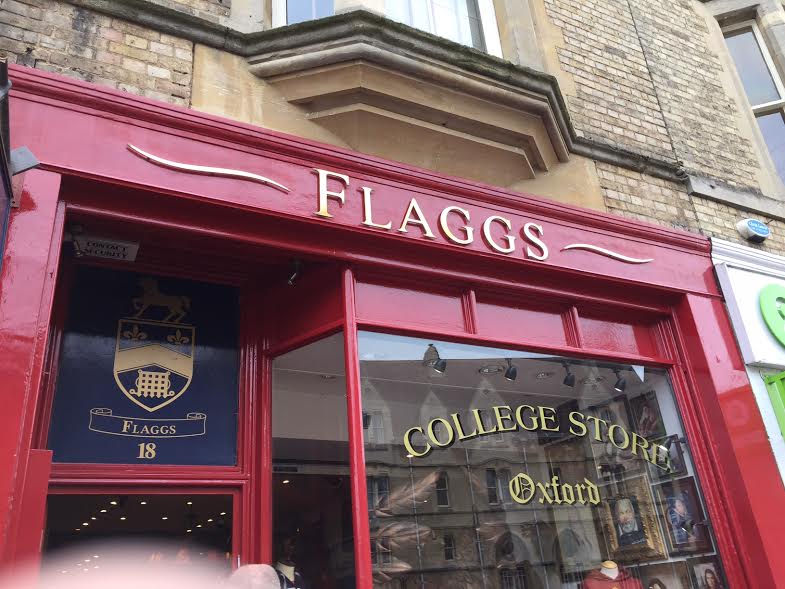 FLAGGS
CONTACT
SECURITY
FLAGGS
18
COLLEGE STORE,
Oxford